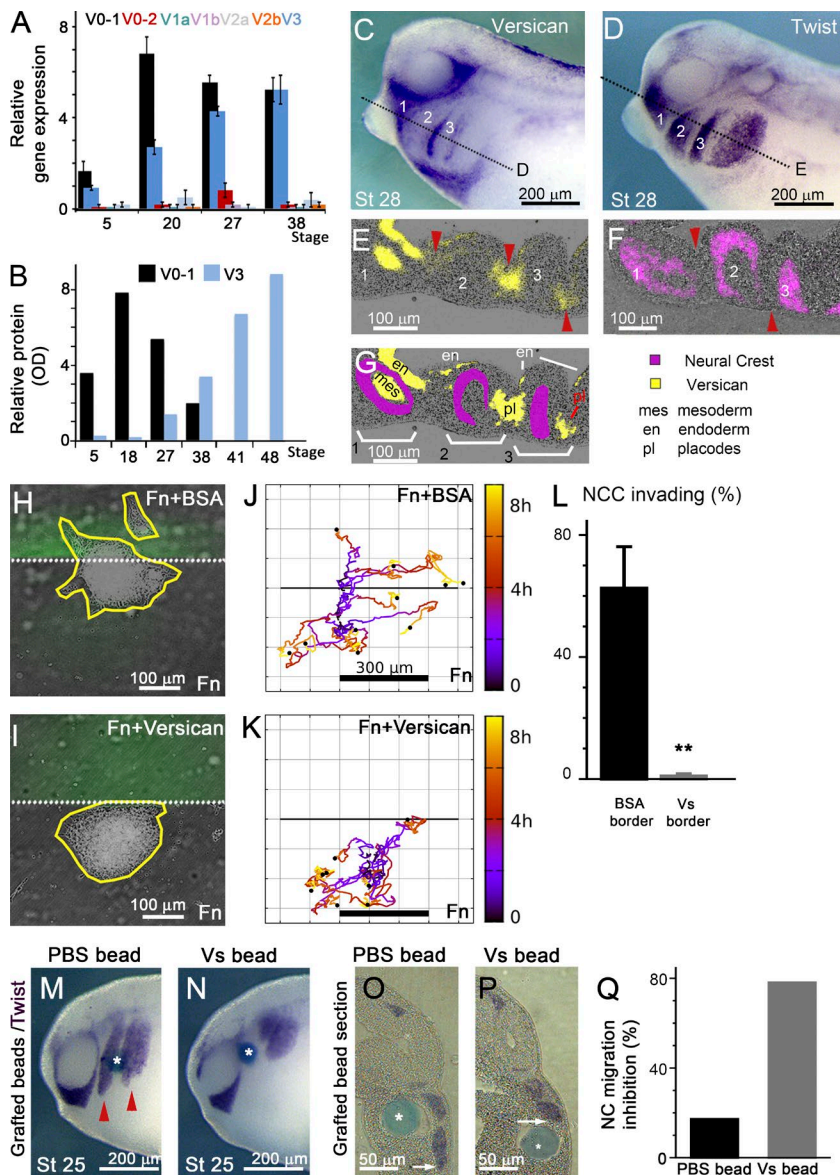 A
V0-1 V0-2 V1a V1b V2a V2b V3
Relative
gene expression
8
4
0
5 20 27 38
Stage
B
V0-1 V3
Relative protein
(OD)
8
4
0
5 18 27 38 41 48
Stage
C
Versican
1
2
3
D
St 28
200 µm
D
Twist
1
2
3
E
St 28
200 µm
E
1
2
3
100 µm
F
1
2
3
100 µm
G
en
mes
en
en
pl
pl
1
2
3
100 µm
Neural Crest
Versican
mes mesoderm
en endoderm
pl placodes
H
Fn+BSA
100 µm
Fn
I
Fn+Versican
100 µm
Fn
J
Fn+BSA
300 µm
Fn
8h
4h
0
K
Fn+Versican
Fn
8h
4h
0
L
NCC invading (%)
80
40
0
**
BSA
border
Vs
border
PBS bead
Vs bead
Grafted beads /Twist
M
*
St 25
200 µm
N
*
200 µm
PBS bead
Vs bead
Grafted bead section
O
*
50 µm
P
*
50 µm
Q
NC migration
inhibition (%)
80
40
0
PBS bead
Vs bead